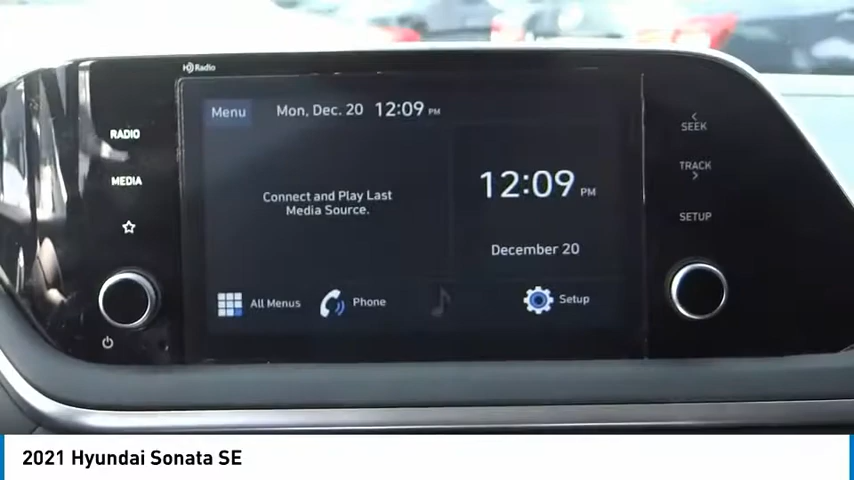 HD Radio
Menu
Mon, Dec. 20 12:09 PM
RADIO
MEDIA
Connect and Play Last
Media Source.
12:09 PM
December 20
All Menus
Phone
Setup
< SEEK
TRACK >
SETUP
2021 Hyundai Sonata SE